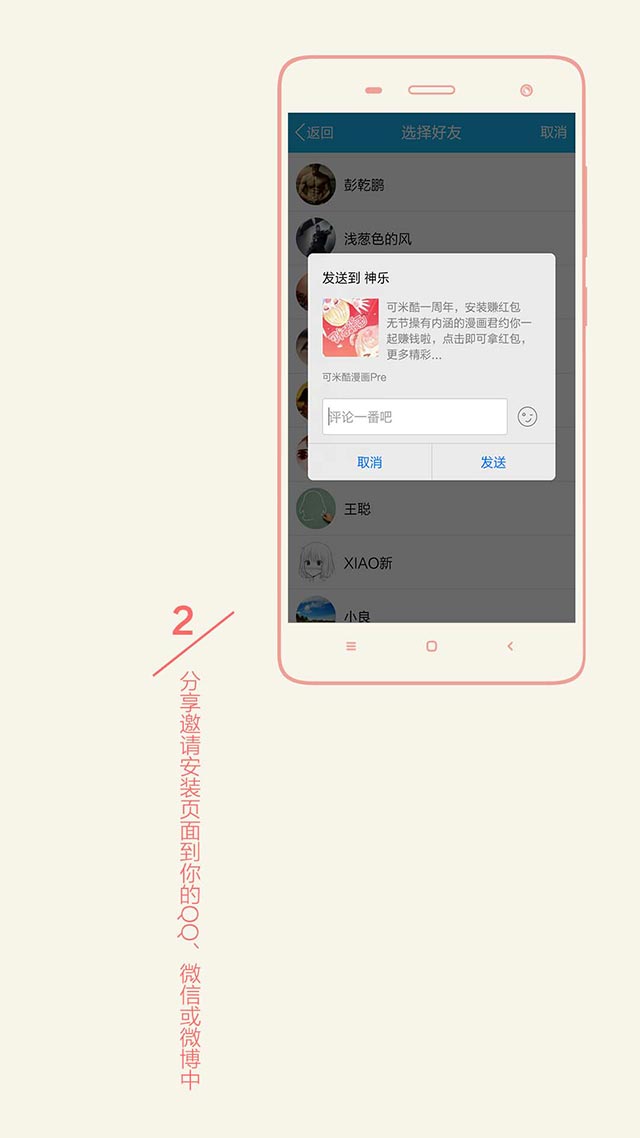 返回 选择好友 取消
彭乾鹏
浅葱色的风
发送到 神乐
可米酷一周年，安装赚红包
无节操有内涵的漫画君约你一
起赚钱啦，点击即可拿红包，
更多精彩...
可米酷漫画Pre
评论一番吧
取消 发送
王聪
XIAO新
小良
2
分享邀请安装页面到你的QQ、微信或微博中